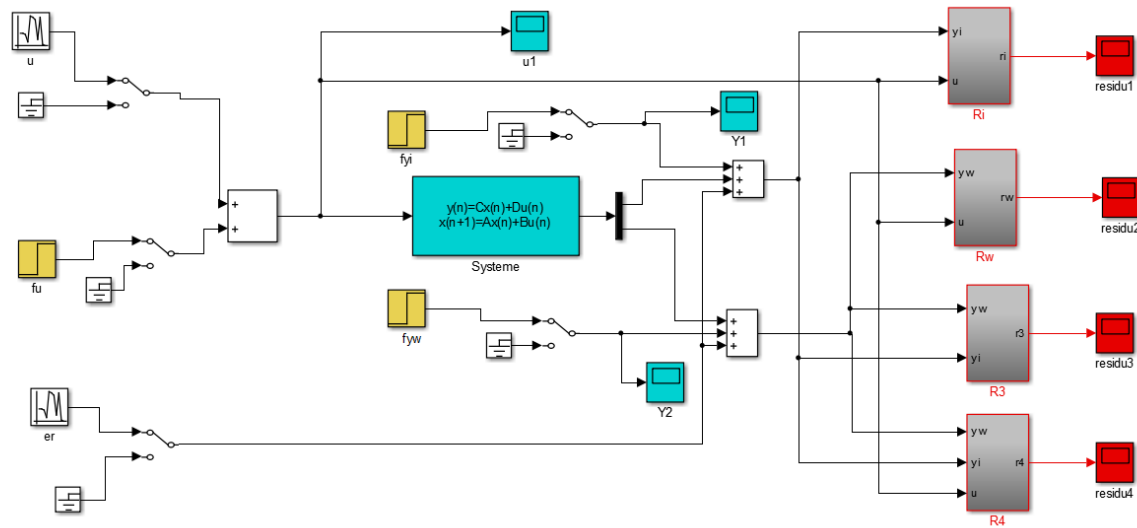 u
u1
yi
u
ri
Ri
residu1
fyi
Y1
+
+
+
+
+
y(n)=Cx(n)+Du(n)
x(n+1)=Ax(n)+Bu(n)
Systeme
yw
u
rw
Rw
residu2
fu
fyw
+
+
+
Y2
yw
yi
r3
R3
residu3
er
yw
yi
u
r4
R4
residu4